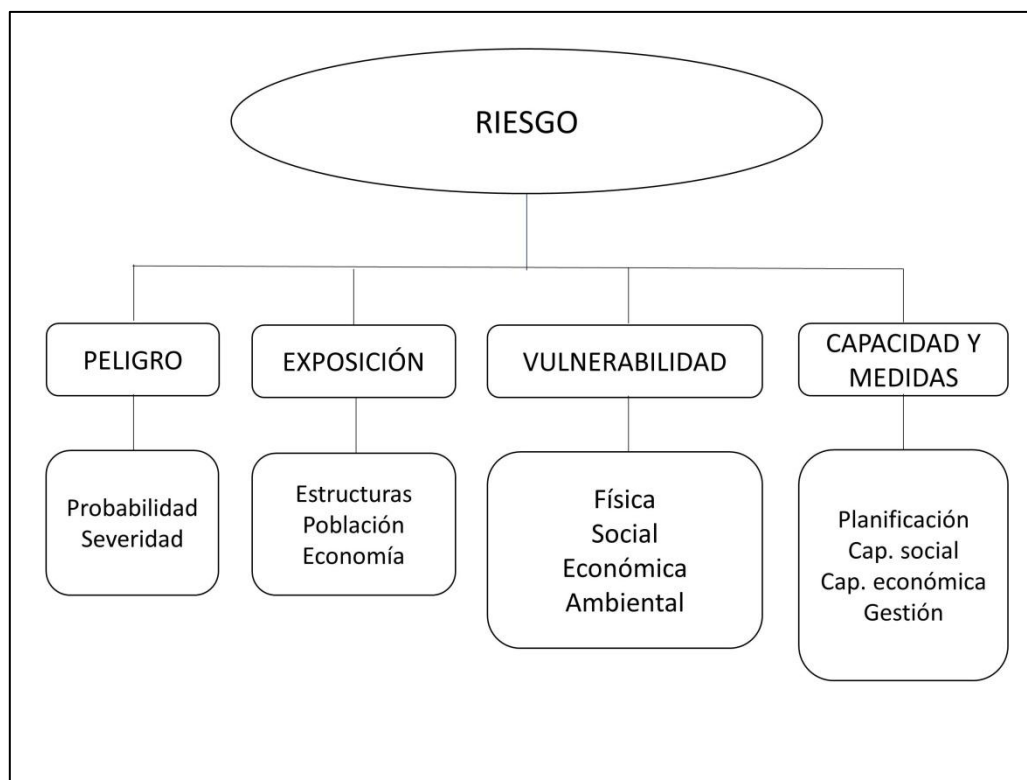 RIESGO
PELIGRO
EXPOSICIÓN
VULNERABILIDAD
CAPACIDAD Y
MEDIDAS
Probabilidad
Severidad
Estructuras
Población
Economía
Física
Social
Económica
Ambiental
Planificación
Cap. social
Cap. económica
Gestión